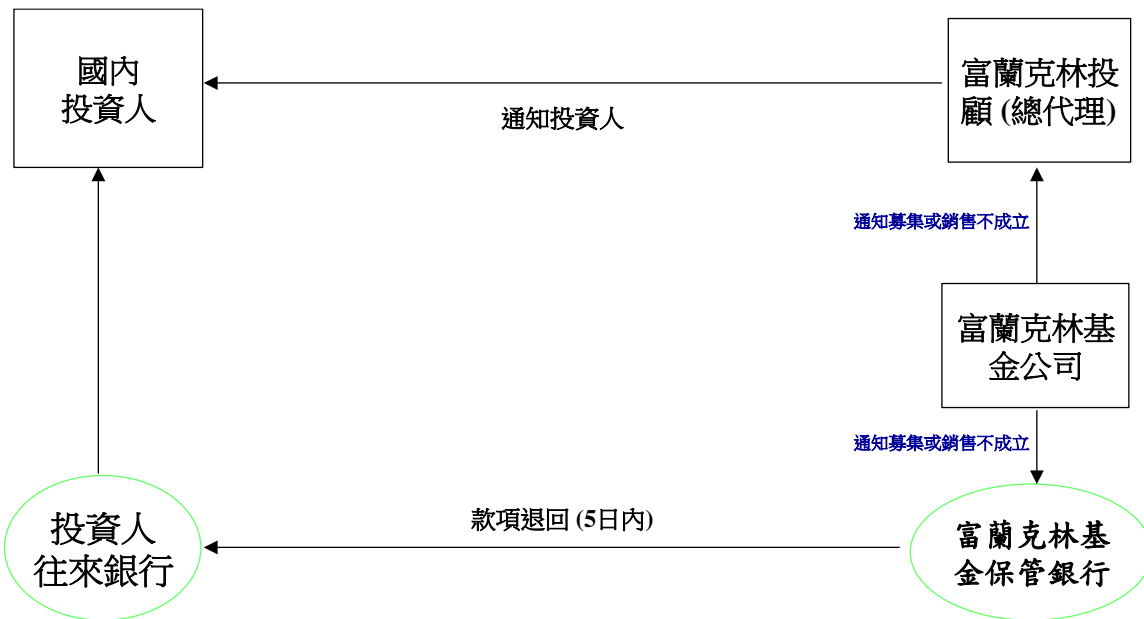 國內
投資人
富蘭克林投
顧 (總代理)
通知投資人
通知募集或銷售不成立
富蘭克林基
金公司
通知募集或銷售不成立
投資人
往來銀行
款項退回 (5日內)
富蘭克林基
金保管銀行